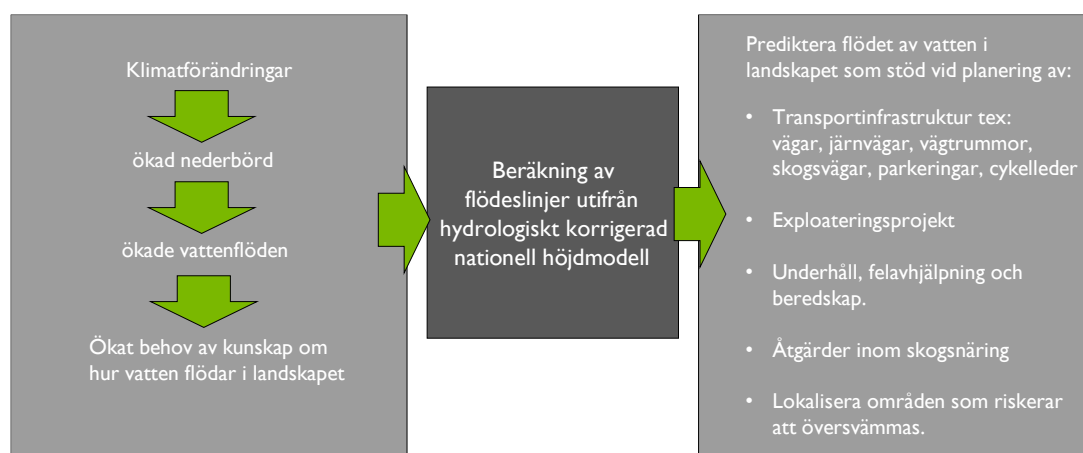 Klimatförändringar
ökad nederbörd
ökade vattenflöden
Ökat behov av kunskap om
hur vatten flödar i landskapet
Beräkning av
flödeslinjer utifrån
hydrologiskt korrigerad
nationell höjdmodell
Prediktera flödet av vatten i
landskapet som stöd vid planering av:
• Transportinfrastruktur tex:
vägar, järnvägar, vägtrummor,
skogsvägar, parkeringar, cykelleder
• Exploateringsprojekt
• Underhåll, felavhjälpning och
beredskap.
• Åtgärder inom skogsnäring
• Lokalisera områden som riskerar
att översvämmas.